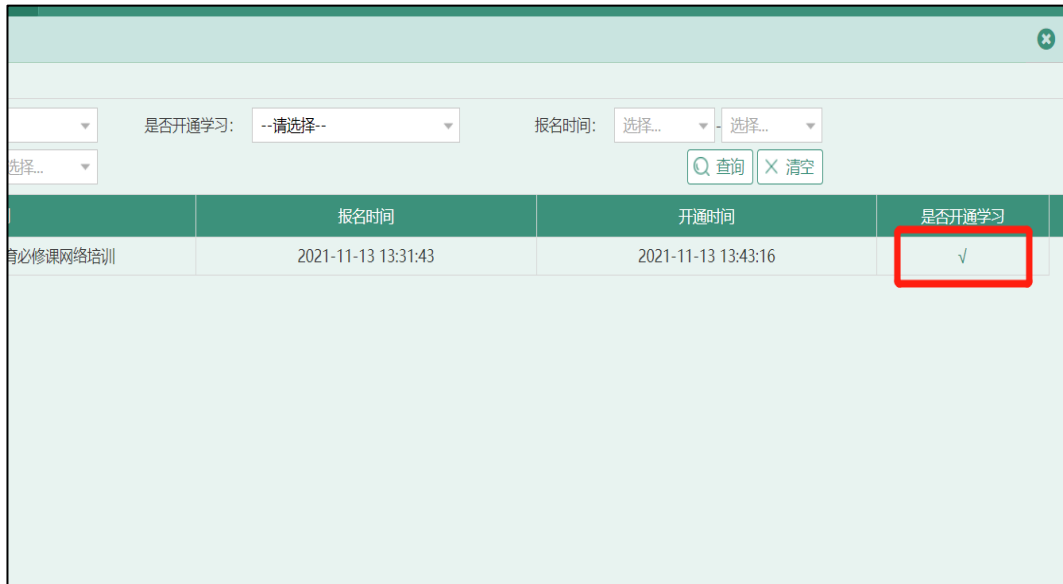 是否开通学习: --请选择-- 报名时间: 选择... - 选择...
选择... 查询 清空
报名时间 开通时间 是否开通学习
育必修课网络培训 2021-11-13 13:31:43 2021-11-13 13:43:16 √